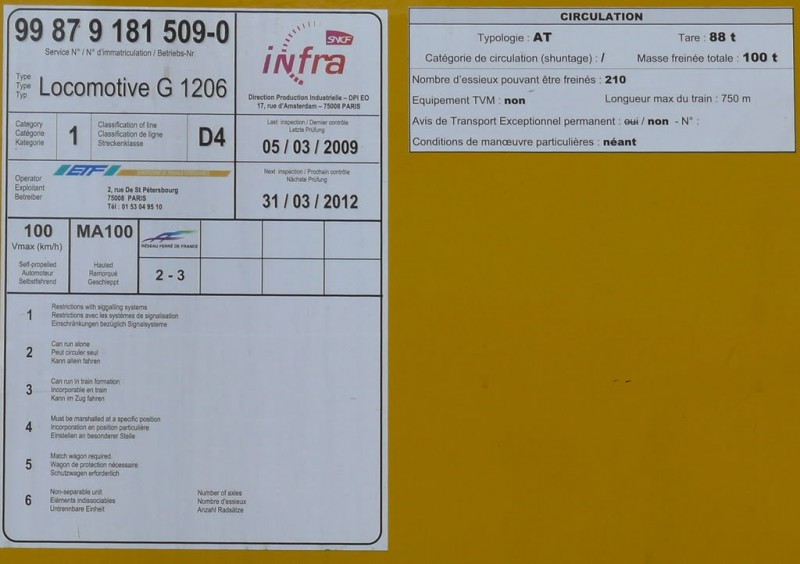 99 87 9 181 509-0
Service N° / N° d'immatriculation / Betriebs-Nr.
Type
Type
Typ
Locomotive G 1206
SNCF
infra
Direction Production Industrielle – DPI EO
17, rue d'Amsterdam – 75008 PARIS
Category
Catégorie
Kategorie
1
Classification of line
Classification de ligne
Streckenklasse
D4
Last inspection / Dernier contrôle
Letzte Prüfung
05 / 03 / 2009
Operator
Exploitant
Betreiber
ETF
2, rue De St Pétersbourg
75008 PARIS
Tél : 01 53 04 95 10
Next inspection / Prochain contrôle
Nächste Prüfung
31 / 03 / 2012
100
Vmax (km/h)
MA100
RÉSEAU FERRÉ DE FRANCE
Self-propelled
Automoteur
Selbstfahrend
Hauled
Remorqué
Geschleppt
2 - 3
1
Restrictions with siggalling systems
Restrictions avec les systèmes de signalisation
Einschränkungen bezüglich Signalsysteme
2
Can run alone
Peut circuler seul
Kann allein fahren
3
Can run in train formation
Incorporable en train
Kann im Zug fahren
4
Must be marshalled at a specific position
Incorporation en position particulière
Einstellen an besonderer Stelle
5
Match wagon required.
Wagon de protection nécessaire
Schutzwagen erforderlich
6
Non-separable unit
Eléments indissociables
Untrennbare Einheit
Number of axles
Nombre d'essieux
Anzahl Radsätze
CIRCULATION
Typologie : AT Tare : 88 t
Catégorie de circulation (shuntage) : / Masse freinée totale : 100 t
Nombre d'essieux pouvant être freinés : 210
Equipement TVM : non Longueur max du train : 750 m
Avis de Transport Exceptionnel permanent : oui / non - N° :
Conditions de manœuvre particulières : néant